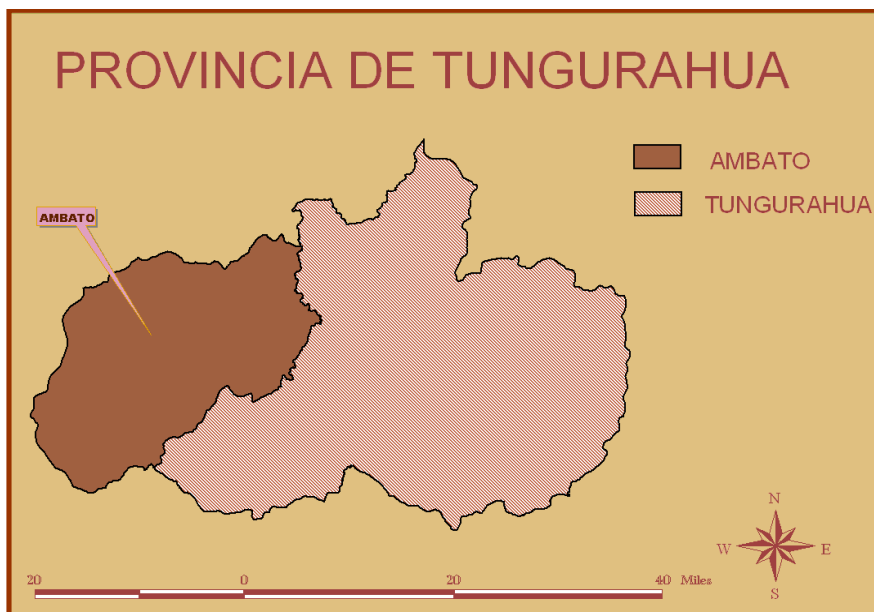 PROVINCIA DE TUNGURAHUA
AMBATO
TUNGURAHUA
AMBATO
N
W E
S
20 0 20 40 Miles